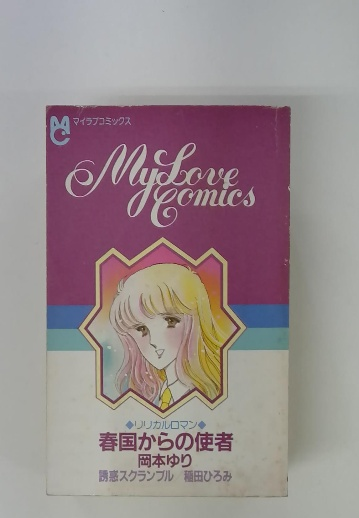 MC マイラブコミックス
My Love
Comics
◆リリカルロマン◆
春国からの使者
岡本ゆり
誘惑スクランブル 稲田ひろみ